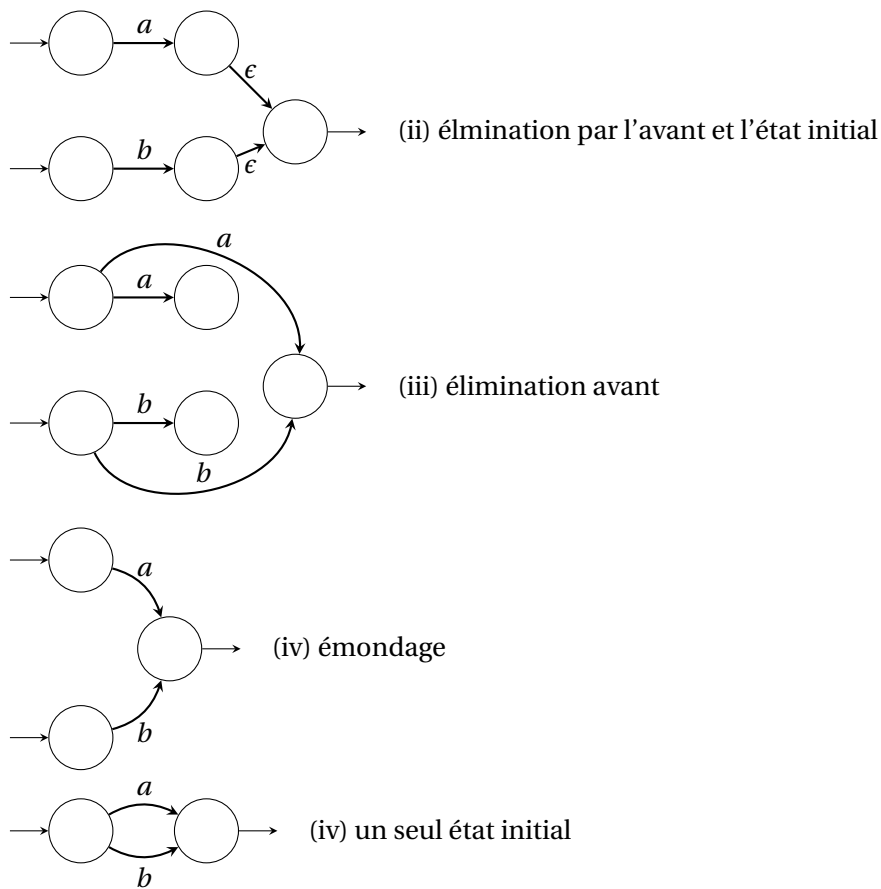 a
ϵ
(ii) élmination par l'avant et l'état initial
b
ϵ
a
a
(iii) élimination avant
b
b
a
(iv) émondage
b
a
(iv) un seul état initial
b